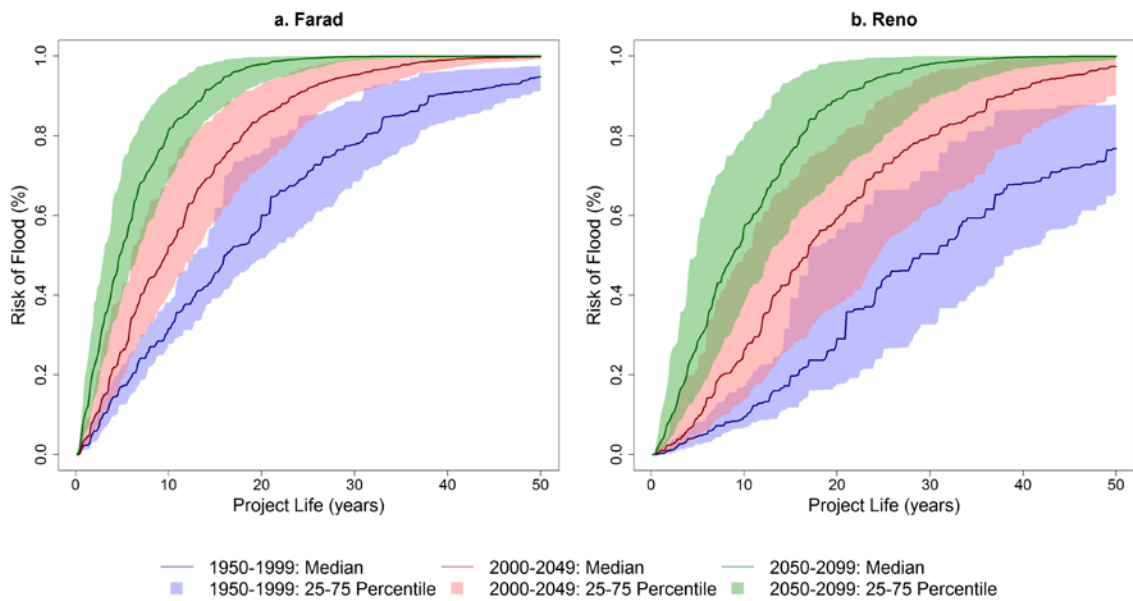 a. Farad
b. Reno
Risk of Flood (%)
1.0
0.8
0.6
0.4
0.2
0.0
0 10 20 30 40 50
Project Life (years)
Risk of Flood (%)
1.0
0.8
0.6
0.4
0.2
0.0
0 10 20 30 40 50
Project Life (years)
1950-1999: Median 2000-2049: Median 2050-2099: Median
1950-1999: 25-75 Percentile 2000-2049: 25-75 Percentile 2050-2099: 25-75 Percentile